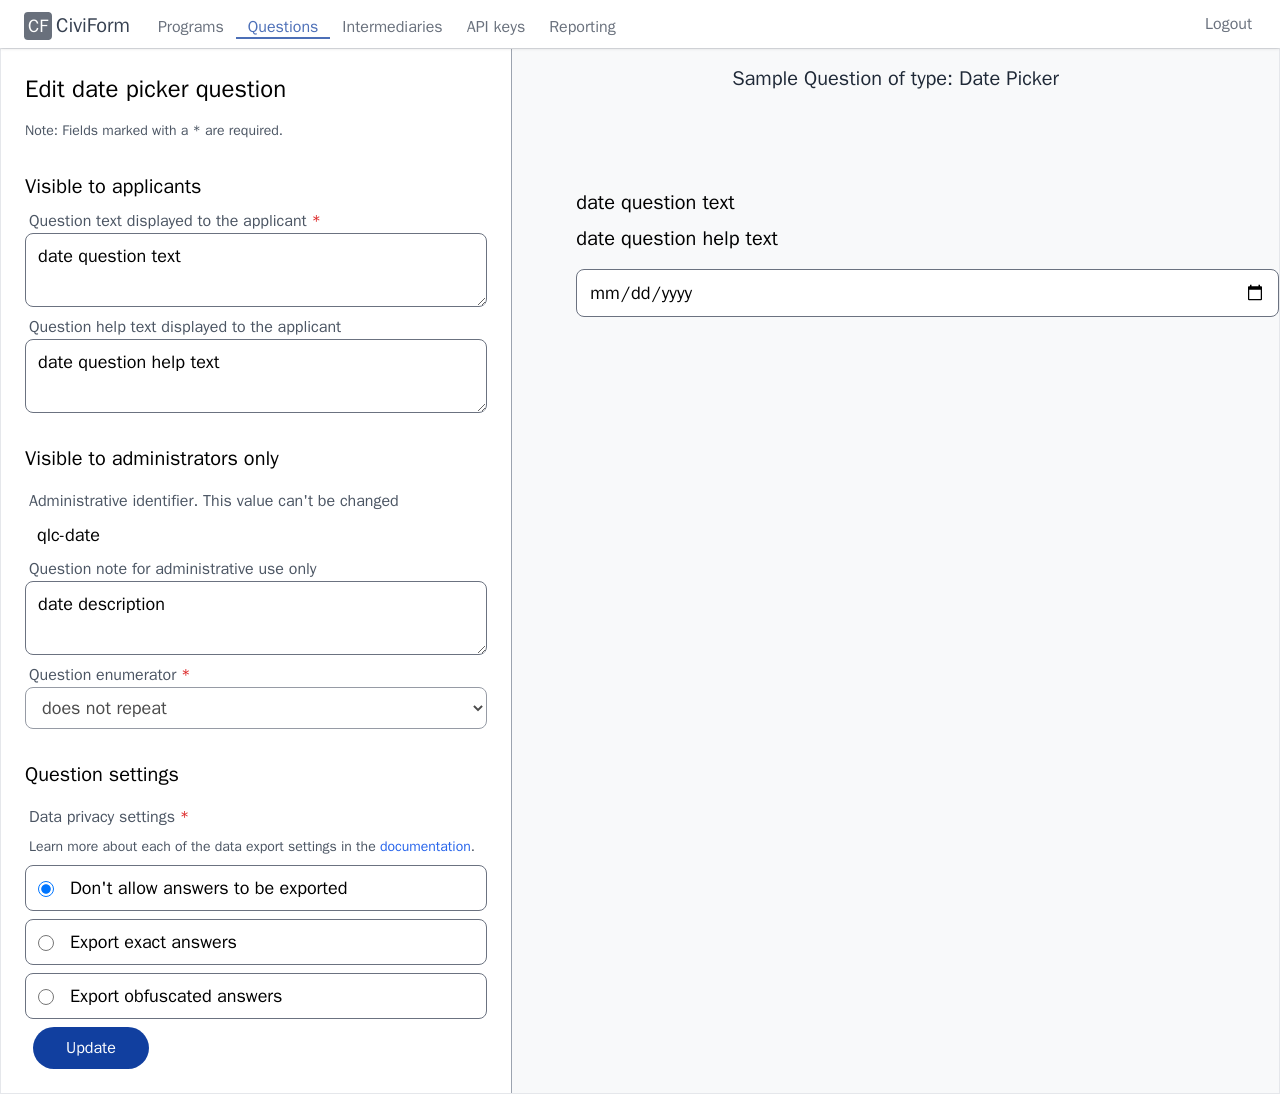 CF CiviForm Programs Questions Intermediaries API keys Reporting Logout
Edit date picker question
Note: Fields marked with a * are required.
Visible to applicants
Question text displayed to the applicant *
date question text
Question help text displayed to the applicant
date question help text
Visible to administrators only
Administrative identifier. This value can't be changed
qlc-date
Question note for administrative use only
date description
Question enumerator *
does not repeat
Question settings
Data privacy settings *
Learn more about each of the data export settings in the documentation.
Don't allow answers to be exported
Export exact answers
Export obfuscated answers
Update
Sample Question of type: Date Picker
date question text
date question help text
mm/dd/yyyy